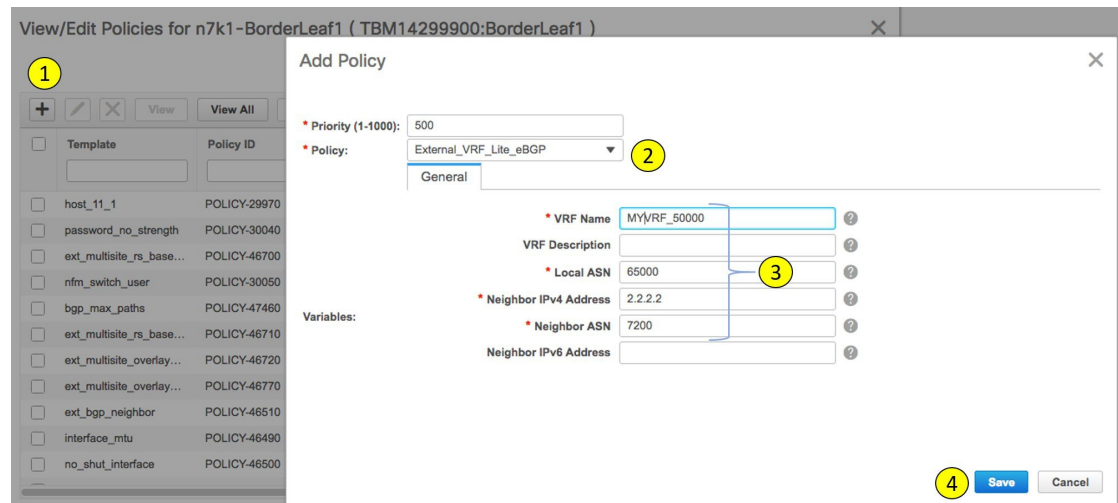 View/Edit Policies for n7k1-BorderLeaf1 ( TBM14299900:BorderLeaf1 )
1
View
View All
Template
Policy ID
host_11_1
POLICY-29970
password_no_strength
POLICY-30040
ext_multisite_rs_base...
POLICY-46700
nfm_switch_user
POLICY-30050
bgp_max_paths
POLICY-47460
ext_multisite_rs_base...
POLICY-46710
ext_multisite_overlay...
POLICY-46720
ext_multisite_overlay...
POLICY-46770
ext_bgp_neighbor
POLICY-46510
interface_mtu
POLICY-46490
no_shut_interface
POLICY-46500
Add Policy
* Priority (1-1000): 500
* Policy: External_VRF_Lite_eBGP
2
General
Variables:
* VRF Name MYVRF_50000 ?
VRF Description ?
* Local ASN 65000 ?
3
* Neighbor IPv4 Address 2.2.2.2 ?
* Neighbor ASN 7200 ?
Neighbor IPv6 Address ?
4
Save
Cancel